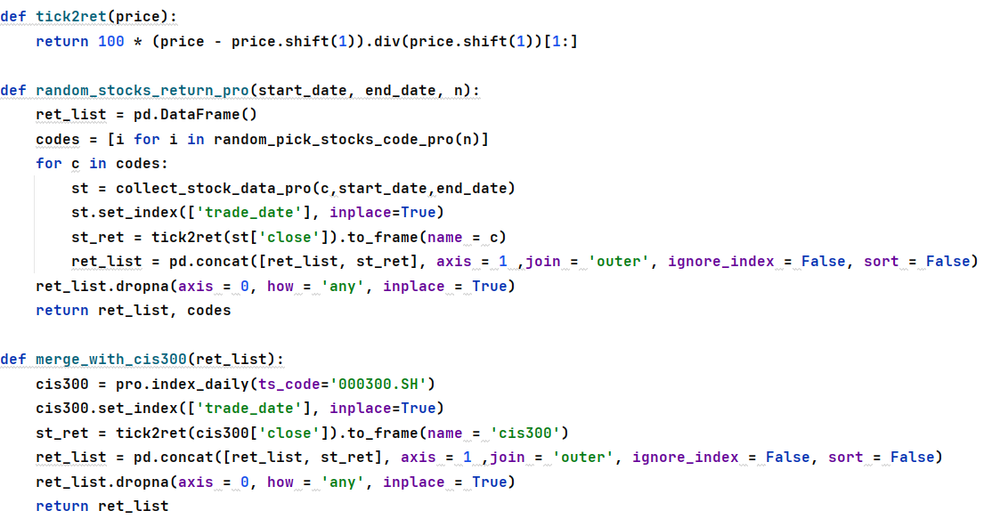 def tick2ret(price):
    return 100 * (price - price.shift(1)).div(price.shift(1))[1:]
def random_stocks_return_pro(start_date, end_date, n):
    ret_list = pd.DataFrame()
    codes = [i for i in random_pick_stocks_code_pro(n)]
    for c in codes:
        st = collect_stock_data_pro(c,start_date,end_date)
        st.set_index(['trade_date'], inplace=True)
        st_ret = tick2ret(st['close']).to_frame(name = c)
        ret_list = pd.concat([ret_list, st_ret], axis = 1 ,join = 'outer', ignore_index = False, sort = False)
    ret_list.dropna(axis = 0, how = 'any', inplace = True)
    return ret_list, codes
def merge_with_cis300(ret_list):
    cis300 = pro.index_daily(ts_code='000300.SH')
    cis300.set_index(['trade_date'], inplace=True)
    st_ret = tick2ret(cis300['close']).to_frame(name = 'cis300')
    ret_list = pd.concat([ret_list, st_ret], axis = 1 ,join = 'outer', ignore_index = False, sort = False)
    ret_list.dropna(axis = 0, how = 'any', inplace = True)
    return ret_list